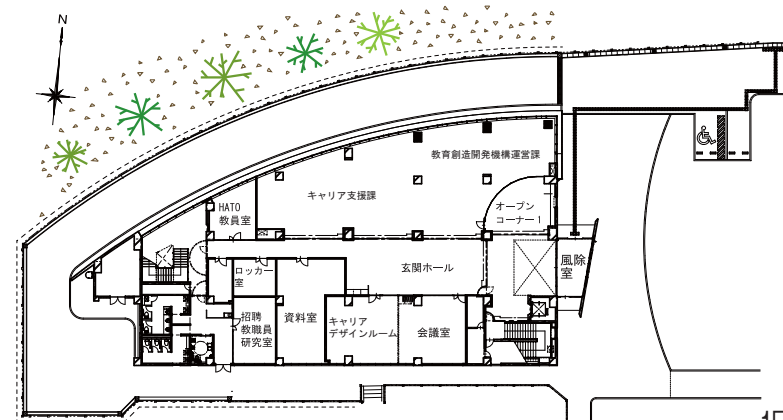 N
教育創造開発機構運営課
キャリア支援課
HATO
教員室
オープン
コーナー1
ロッカー
室
玄関ホール
風除
室
招聘
教職員
研究室
資料室
キャリア
デザインルーム
会議室